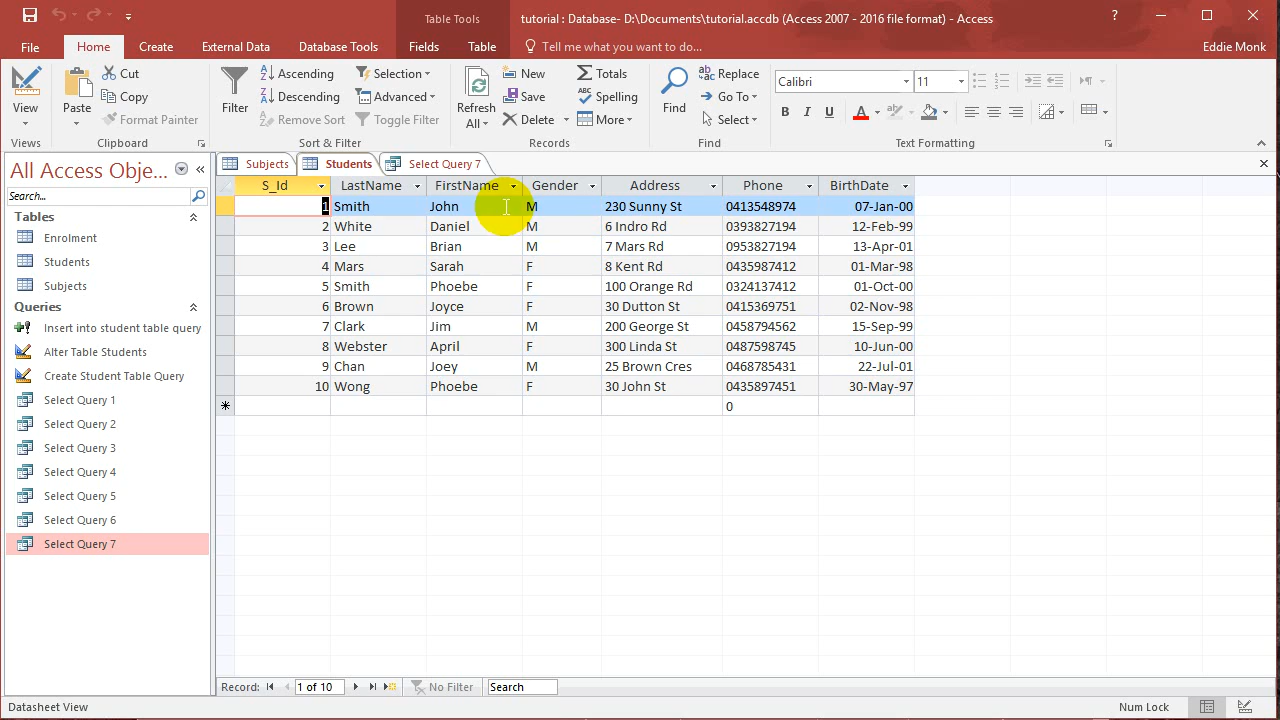 Table Tools
tutorial : Database- D:\Documents\tutorial.accdb (Access 2007 - 2016 file format) - Access
?
File Home Create External Data Database Tools Fields Table Tell me what you want to do... Eddie Monk
View
Views
Paste
Cut
Copy
Format Painter
Clipboard
Filter
Ascending
Descending
Remove Sort
Selection
Advanced
Toggle Filter
Sort & Filter
Refresh
All
New
Save
Delete
Totals
Spelling
More
Records
Find
Replace
Go To
Select
Find
Calibri 11
B I U A
Text Formatting
All Access Obje...
Search...
Tables
Enrolment
Students
Subjects
Queries
Insert into student table query
Alter Table Students
Create Student Table Query
Select Query 1
Select Query 2
Select Query 3
Select Query 4
Select Query 5
Select Query 6
Select Query 7
Subjects Students Select Query 7
S_Id LastName FirstName Gender Address Phone BirthDate
1 Smith John M 230 Sunny St 0413548974 07-Jan-00
2 White Daniel M 6 Indro Rd 0393827194 12-Feb-99
3 Lee Brian M 7 Mars Rd 0953827194 13-Apr-01
4 Mars Sarah F 8 Kent Rd 0435987412 01-Mar-98
5 Smith Phoebe F 100 Orange Rd 0324137412 01-Oct-00
6 Brown Joyce F 30 Dutton St 0415369751 02-Nov-98
7 Clark Jim M 200 George St 0458794562 15-Sep-99
8 Webster April F 300 Linda St 0487598745 10-Jun-00
9 Chan Joey M 25 Brown Cres 0468785431 22-Jul-01
10 Wong Phoebe F 30 John St 0435897451 30-May-97
0
Record: 1 of 10 No Filter Search
Datasheet View Num Lock